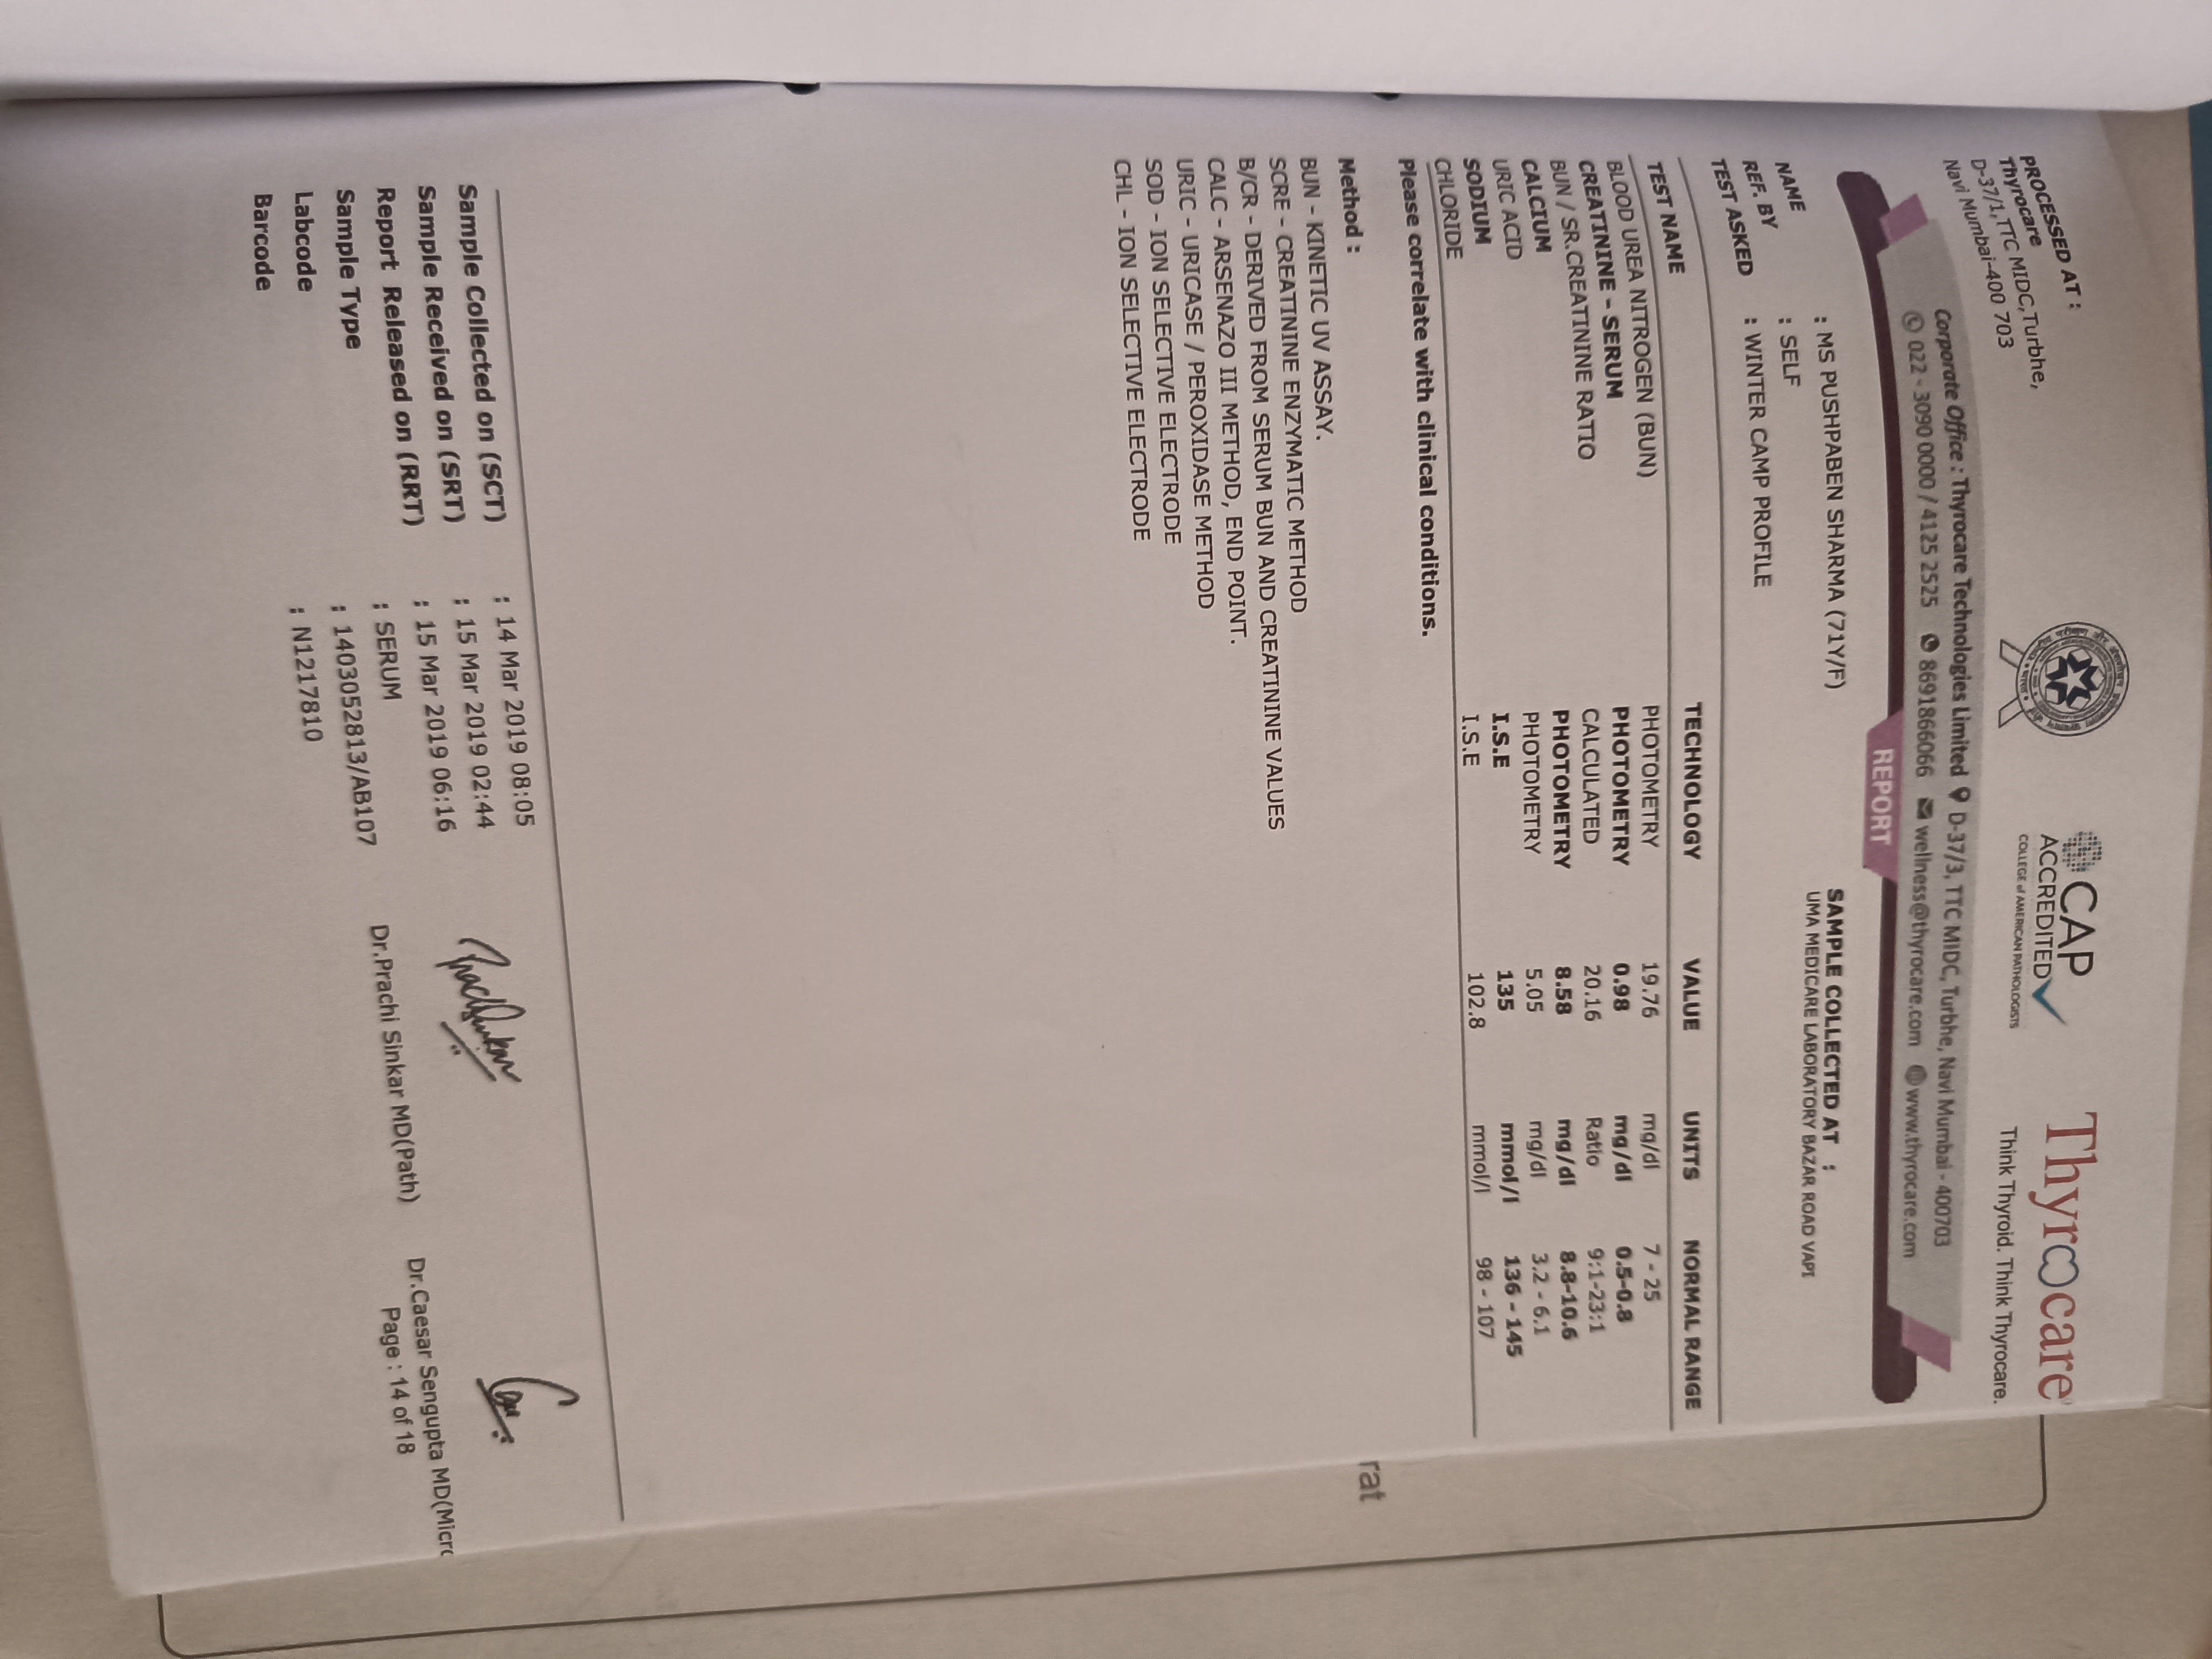 PROCESSED AT :
Thyrocare
D-37/1,TTC MIDC,Turbhe,
Navi Mumbai-400 703
CAP
ACCREDITED
COLLEGE of AMERICAN PATHOLOGISTS
Thyrocare
Think Thyroid. Think Thyrocare.
Corporate Office : Thyrocare Technologies Limited D-37/3, TTC MIDC, Turbhe, Navi Mumbai - 400703
022 - 3090 0000 / 4125 2525 8691866066 wellness@thyrocare.com www.thyrocare.com
REPORT
NAME : MS PUSHPABEN SHARMA (71Y/F)
REF. BY : SELF
TEST ASKED : WINTER CAMP PROFILE
SAMPLE COLLECTED AT :
UMA MEDICARE LABORATORY BAZAR ROAD VAPI
TEST NAME TECHNOLOGY VALUE UNITS NORMAL RANGE
BLOOD UREA NITROGEN (BUN) PHOTOMETRY 19.76 mg/dl 7 - 25
CREATININE - SERUM PHOTOMETRY 0.98 mg/dl 0.5-0.8
BUN / SR.CREATININE RATIO CALCULATED 20.16 Ratio 9:1-23:1
CALCIUM PHOTOMETRY 8.58 mg/dl 8.8-10.6
URIC ACID PHOTOMETRY 5.05 mg/dl 3.2 - 6.1
SODIUM I.S.E 135 mmol/l 136 - 145
CHLORIDE I.S.E 102.8 mmol/l 98 - 107
Please correlate with clinical conditions.
Method :
BUN - KINETIC UV ASSAY.
SCRE - CREATININE ENZYMATIC METHOD
B/CR - DERIVED FROM SERUM BUN AND CREATININE VALUES
CALC - ARSENAZO III METHOD, END POINT.
URIC - URICASE / PEROXIDASE METHOD
SOD - ION SELECTIVE ELECTRODE
CHL - ION SELECTIVE ELECTRODE
rat
Sample Collected on (SCT) : 14 Mar 2019 08:05
Sample Received on (SRT) : 15 Mar 2019 02:44
Report Released on (RRT) : 15 Mar 2019 06:16
Sample Type : SERUM
Labcode : 1403052813/AB107
Barcode : N1217810
Dr.Prachi Sinkar MD(Path)
Dr.Caesar Sengupta MD(Micro
Page : 14 of 18